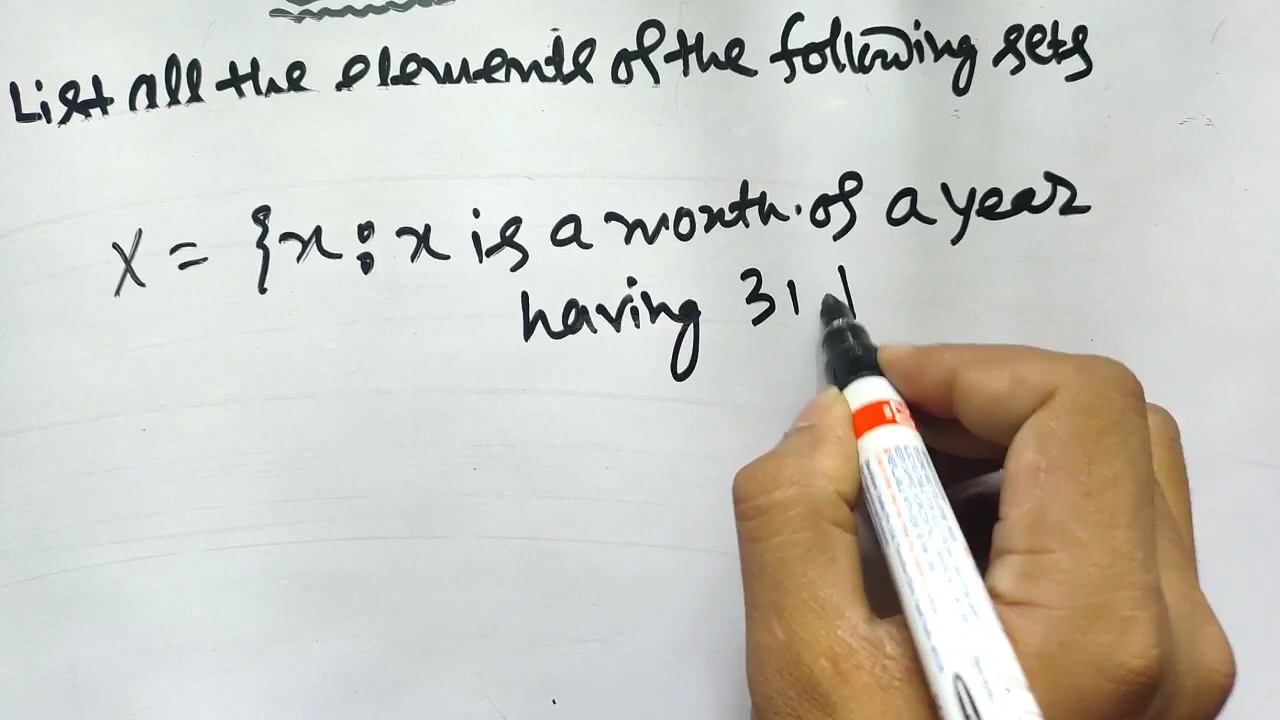 List all the elements of the following sets
X = {x : x is a month of a year
having 31